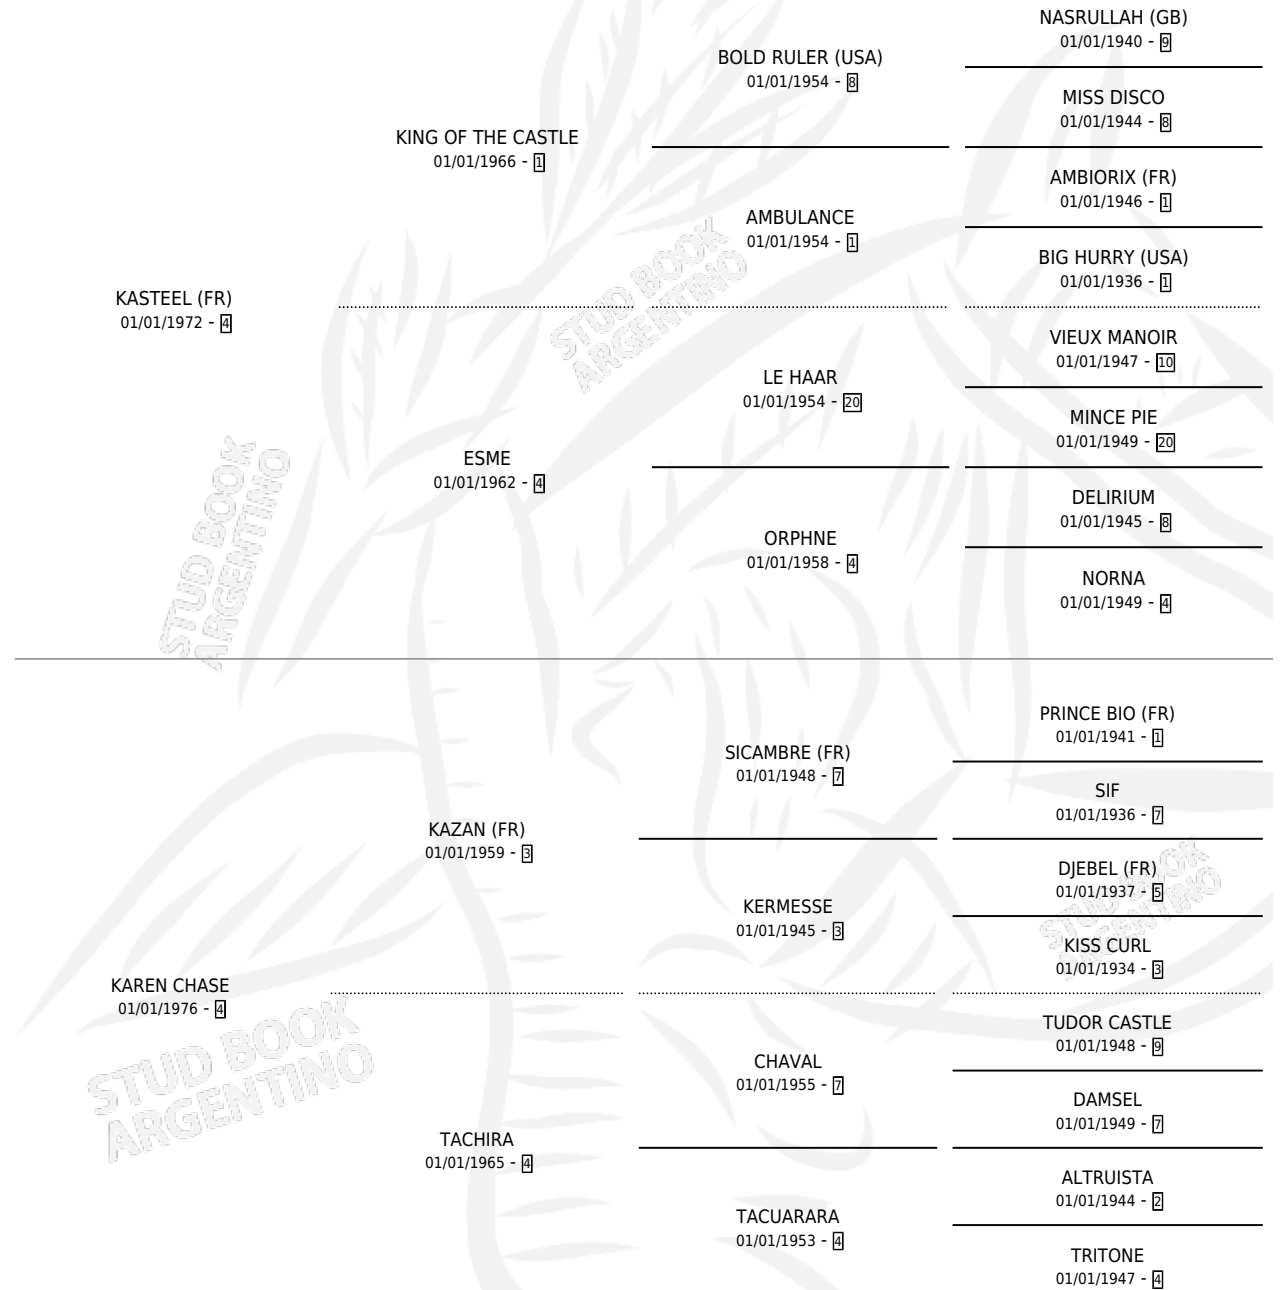 NASRULLAH (GB)
01/01/1940 - 9
BOLD RULER (USA)
01/01/1954 - 8
MISS DISCO
01/01/1944 - 8
KING OF THE CASTLE
01/01/1966 - 1
AMBIORIX (FR)
01/01/1946 - 1
AMBULANCE
01/01/1954 - 1
BIG HURRY (USA)
01/01/1936 - 1
KASTEEL (FR)
01/01/1972 - 4
VIEUX MANOIR
01/01/1947 - 10
LE HAAR
01/01/1954 - 20
MINCE PIE
01/01/1949 - 20
ESME
01/01/1962 - 4
DELIRIUM
01/01/1945 - 8
ORPHNE
01/01/1958 - 4
NORNA
01/01/1949 - 4
STUD BOOK
ARGENTINO
STUD BOOK
ARGENTINO
PRINCE BIO (FR)
01/01/1941 - 1
SICAMBRE (FR)
01/01/1948 - 7
SIF
01/01/1936 - 7
KAZAN (FR)
01/01/1959 - 3
DJEBEL (FR)
01/01/1937 - 5
KERMESSE
01/01/1945 - 3
KISS CURL
01/01/1934 - 3
STUD BOOK
ARGENTINO
KAREN CHASE
01/01/1976 - 4
TUDOR CASTLE
01/01/1948 - 9
CHAVAL
01/01/1955 - 7
DAMSEL
01/01/1949 - 7
STUD BOOK
ARGENTINO
TACHIRA
01/01/1965 - 4
ALTRUISTA
01/01/1944 - 2
TACUARARA
01/01/1953 - 4
TRITONE
01/01/1947 - 4